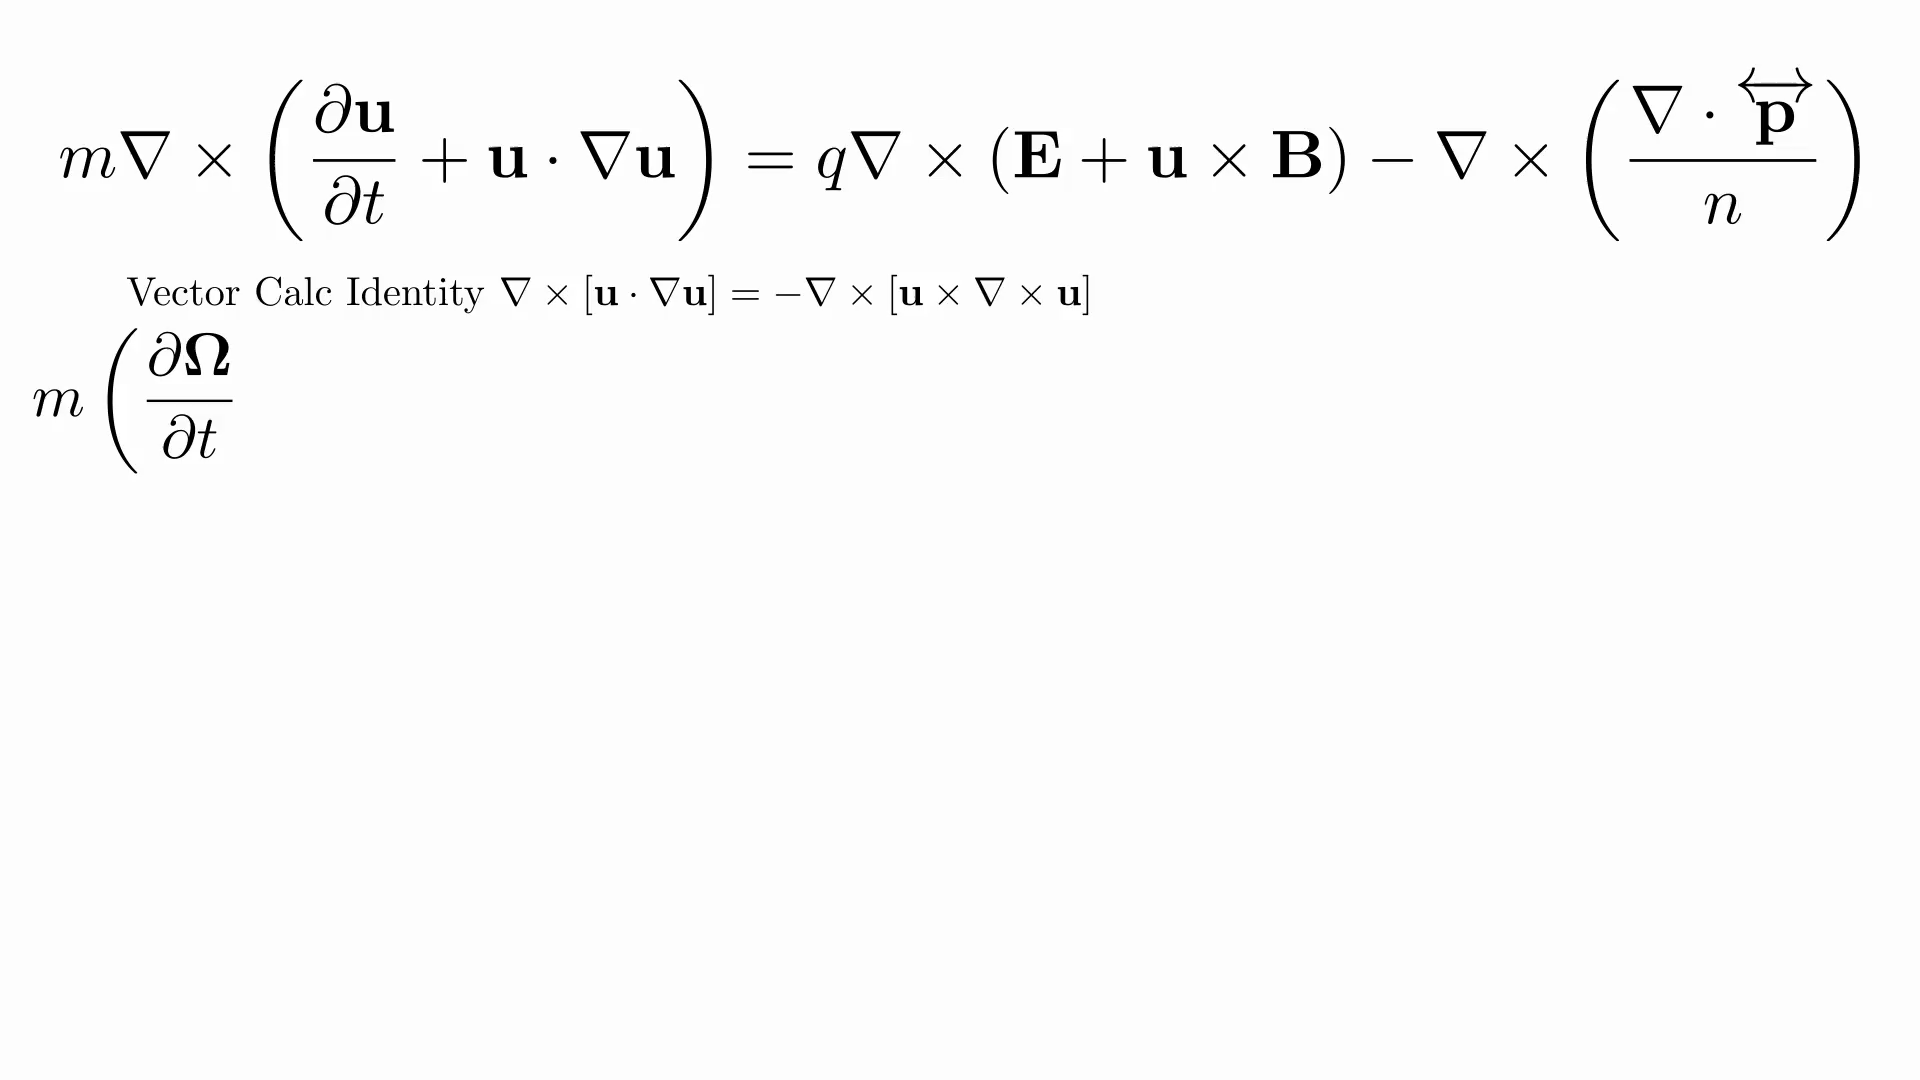 m∇ × (∂𝐮/∂t + 𝐮 · ∇𝐮) = q∇ × (𝐄 + 𝐮 × 𝐁) − ∇ × (∇ · 𝐩⃡/n)
Vector Calc Identity ∇ × [𝐮 · ∇𝐮] = −∇ × [𝐮 × ∇ × 𝐮]
m (∂𝛀/∂t